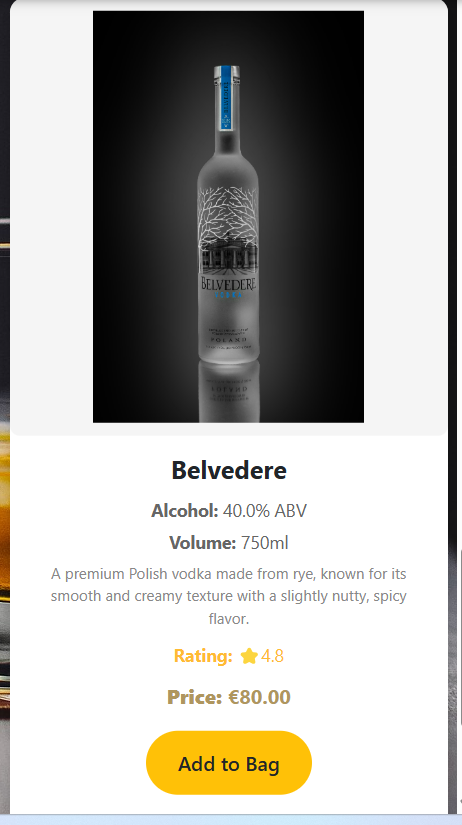 BELVEDERE
POLAND
Belvedere
Alcohol: 40.0% ABV
Volume: 750ml
A premium Polish vodka made from rye, known for its
smooth and creamy texture with a slightly nutty, spicy
flavor.
Rating: ⭐4.8
Price: €80.00
Add to Bag